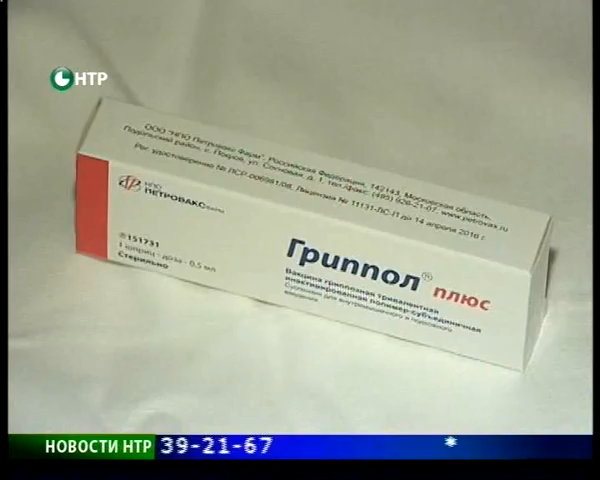 НТР
ООО "НПО Петровакс Фарм", Российская Федерация, 142143, Московская область,
Подольский район, с. Покров, ул. Сосновая, д. 1, тел./факс: (495) 926-21-07, www.petrovax.ru
Рег. удостоверение № ЛСР-006981/08, Лицензия № 11131-ЛС-П до 14 апреля 2016 г.
НПО
ПЕТРОВАКС ФАРМ
151731
1 шприц - доза - 0,5 мл
Стерильно
Гриппол® плюс
Вакцина гриппозная тривалентная
инактивированная полимер-субъединичная
Суспензия для внутримышечного и подкожного
введения
НОВОСТИ НТР 39-21-67 *